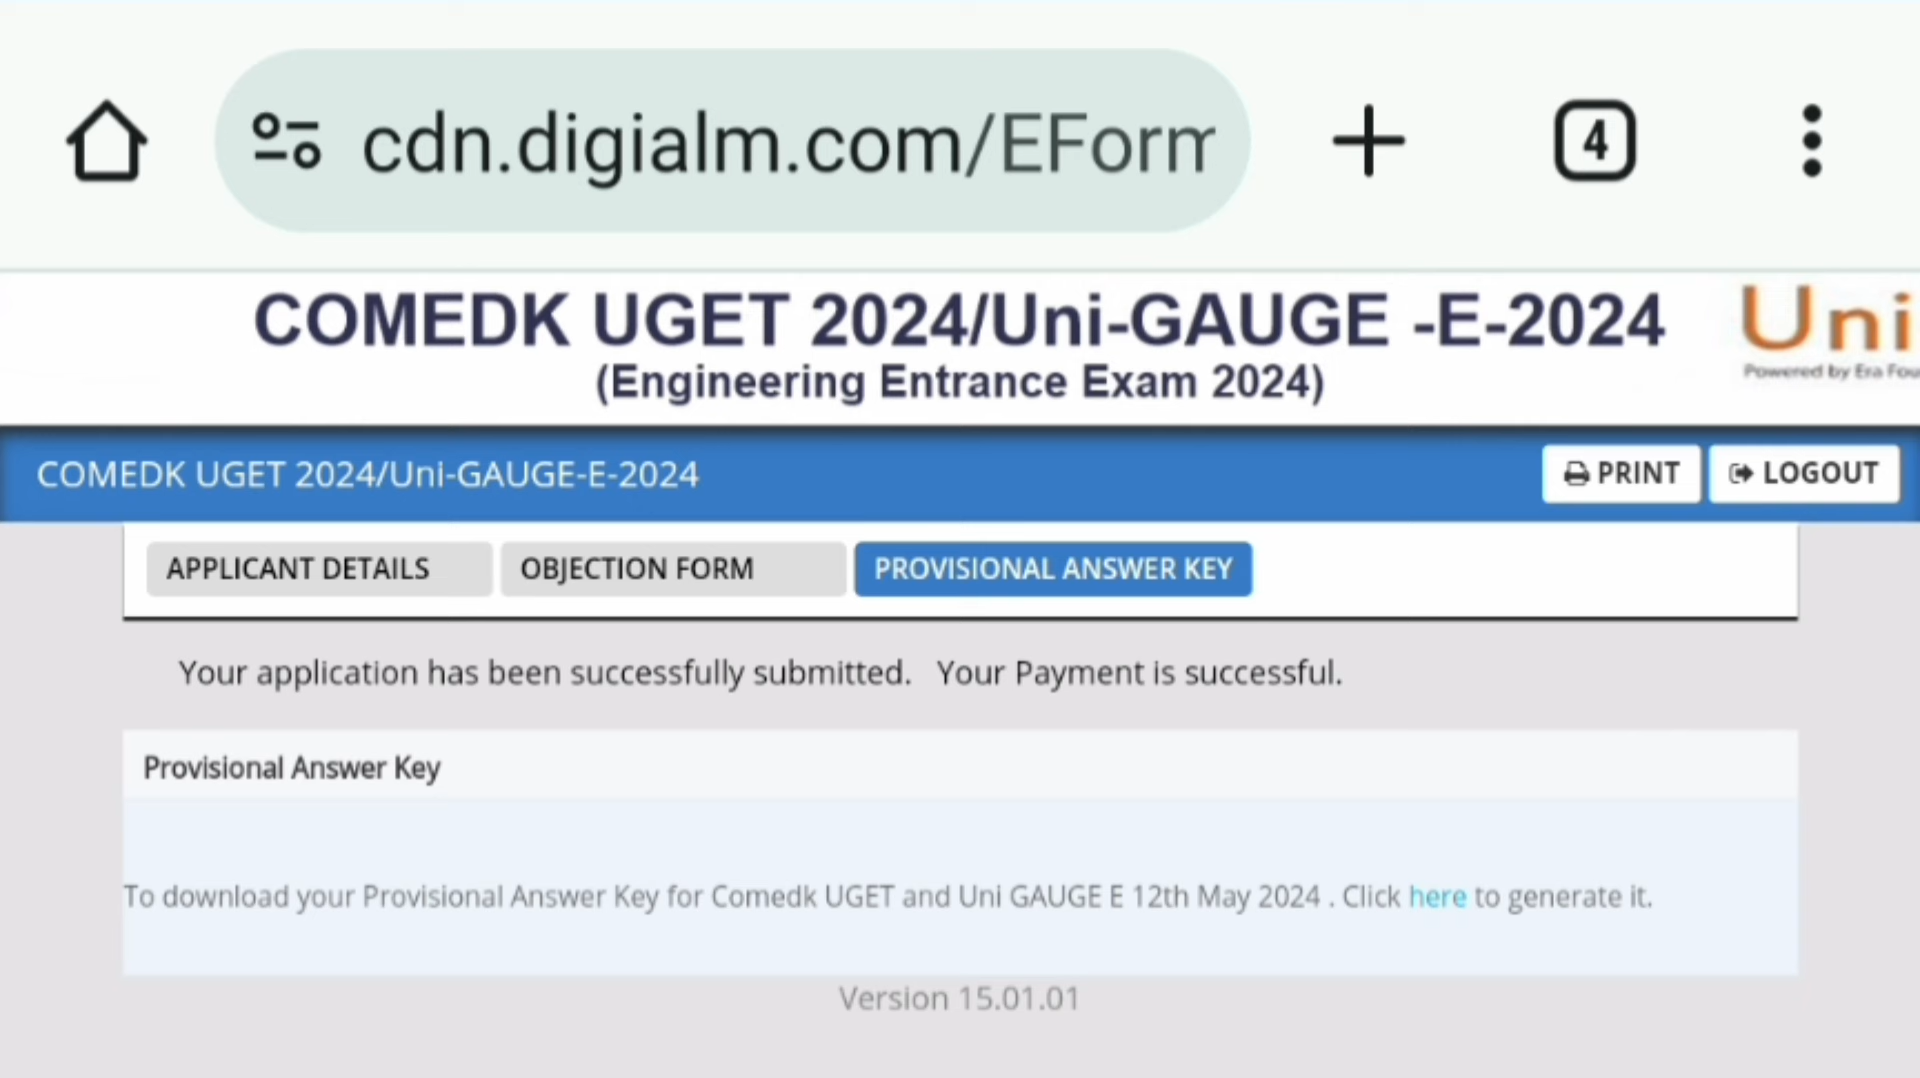 cdn.digialm.com/EForm
4
COMEDK UGET 2024/Uni-GAUGE -E-2024
(Engineering Entrance Exam 2024)
Uni
Powered by Era
COMEDK UGET 2024/Uni-GAUGE-E-2024
PRINT
LOGOUT
APPLICANT DETAILS
OBJECTION FORM
PROVISIONAL ANSWER KEY
Your application has been successfully submitted. Your Payment is successful.
Provisional Answer Key
To download your Provisional Answer Key for Comedk UGET and Uni GAUGE E 12th May 2024 . Click here to generate it.
Version 15.01.01